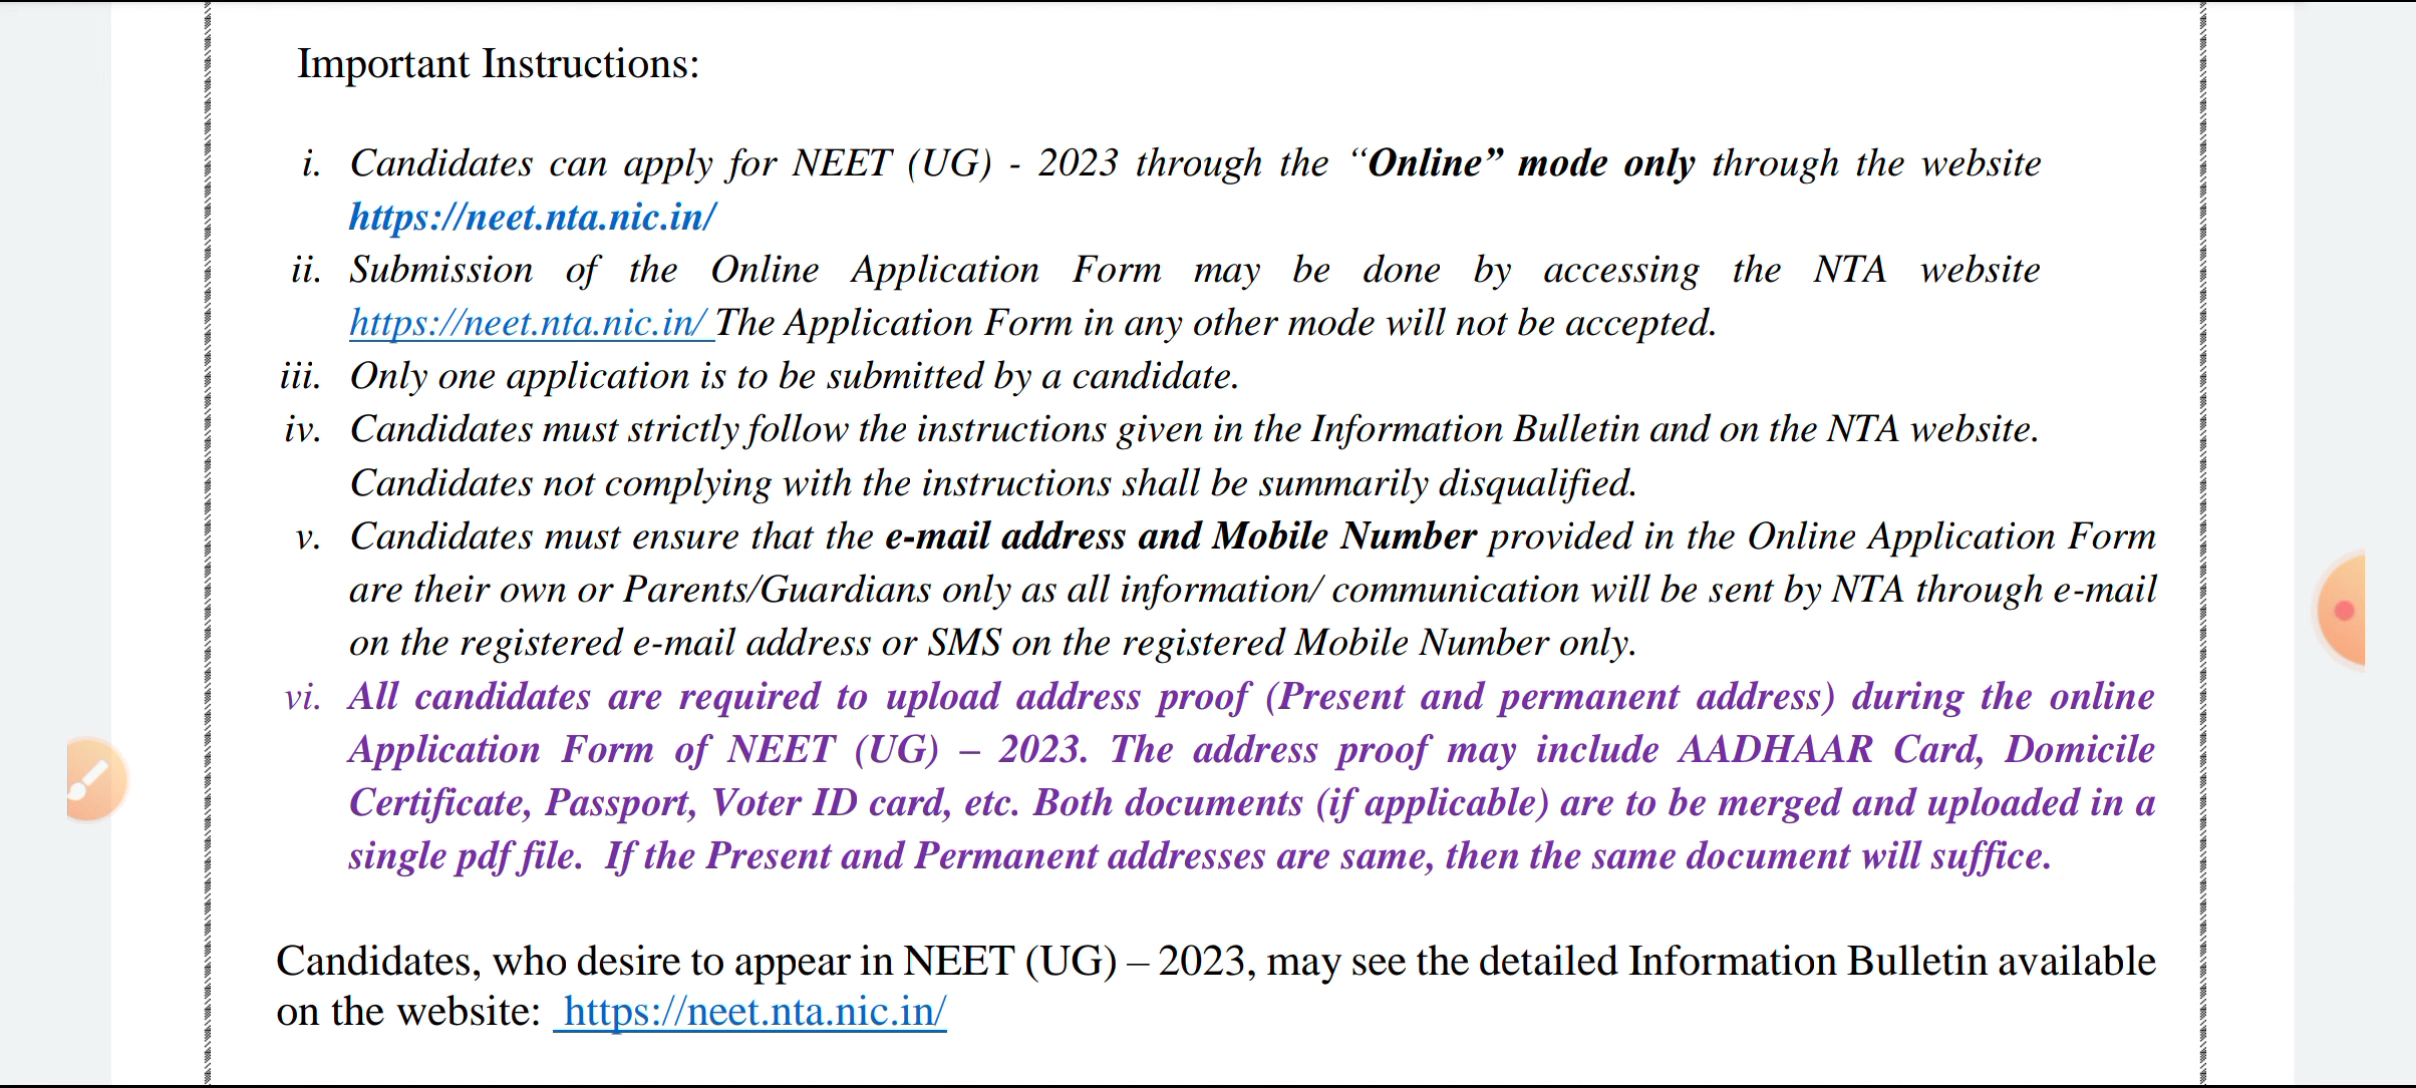 Important Instructions:
i. Candidates can apply for NEET (UG) - 2023 through the “Online” mode only through the website
https://neet.nta.nic.in/
ii. Submission of the Online Application Form may be done by accessing the NTA website
https://neet.nta.nic.in/ The Application Form in any other mode will not be accepted.
iii. Only one application is to be submitted by a candidate.
iv. Candidates must strictly follow the instructions given in the Information Bulletin and on the NTA website.
Candidates not complying with the instructions shall be summarily disqualified.
v. Candidates must ensure that the e-mail address and Mobile Number provided in the Online Application Form
are their own or Parents/Guardians only as all information/ communication will be sent by NTA through e-mail
on the registered e-mail address or SMS on the registered Mobile Number only.
vi. All candidates are required to upload address proof (Present and permanent address) during the online
Application Form of NEET (UG) – 2023. The address proof may include AADHAAR Card, Domicile
Certificate, Passport, Voter ID card, etc. Both documents (if applicable) are to be merged and uploaded in a
single pdf file. If the Present and Permanent addresses are same, then the same document will suffice.
Candidates, who desire to appear in NEET (UG) – 2023, may see the detailed Information Bulletin available
on the website: https://neet.nta.nic.in/